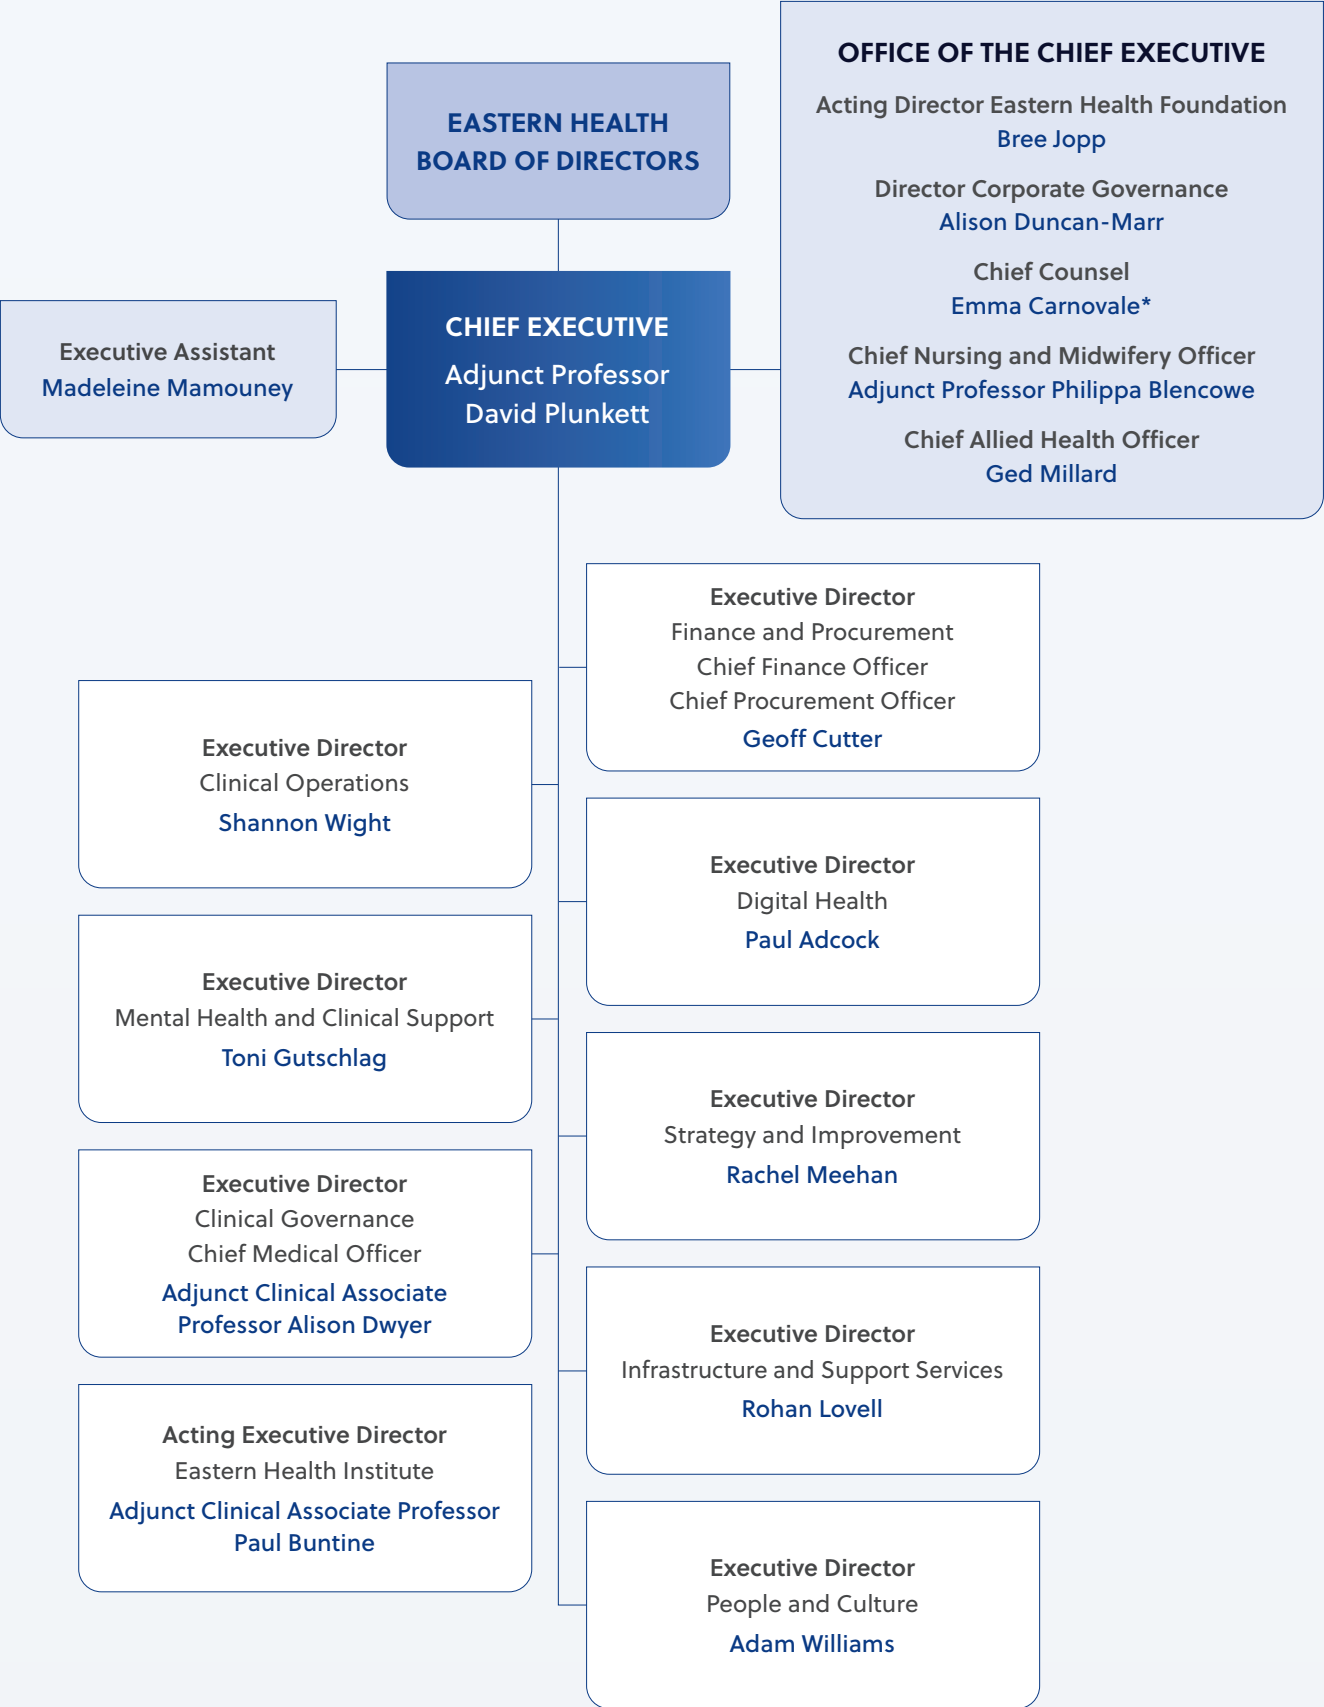 EASTERN HEALTH
BOARD OF DIRECTORS
OFFICE OF THE CHIEF EXECUTIVE
Acting Director Eastern Health Foundation
Bree Jopp
Director Corporate Governance
Alison Duncan-Marr
Chief Counsel
Emma Carnovale*
Chief Nursing and Midwifery Officer
Adjunct Professor Philippa Blencowe
Chief Allied Health Officer
Ged Millard
CHIEF EXECUTIVE
Adjunct Professor
David Plunkett
Executive Assistant
Madeleine Mamouney
Executive Director
Finance and Procurement
Chief Finance Officer
Chief Procurement Officer
Geoff Cutter
Executive Director
Clinical Operations
Shannon Wight
Executive Director
Digital Health
Paul Adcock
Executive Director
Mental Health and Clinical Support
Toni Gutschlag
Executive Director
Strategy and Improvement
Rachel Meehan
Executive Director
Clinical Governance
Chief Medical Officer
Adjunct Clinical Associate
Professor Alison Dwyer
Executive Director
Infrastructure and Support Services
Rohan Lovell
Acting Executive Director
Eastern Health Institute
Adjunct Clinical Associate Professor
Paul Buntine
Executive Director
People and Culture
Adam Williams